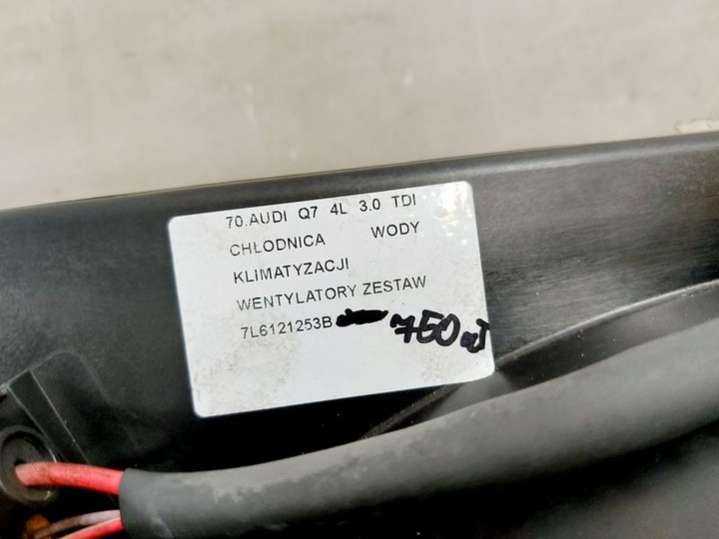 70.AUDI Q7 4L 3.0 TDI
CHŁODNICA WODY
KLIMATYZACJI
WENTYLATORY ZESTAW
7L6121253B 750 zł